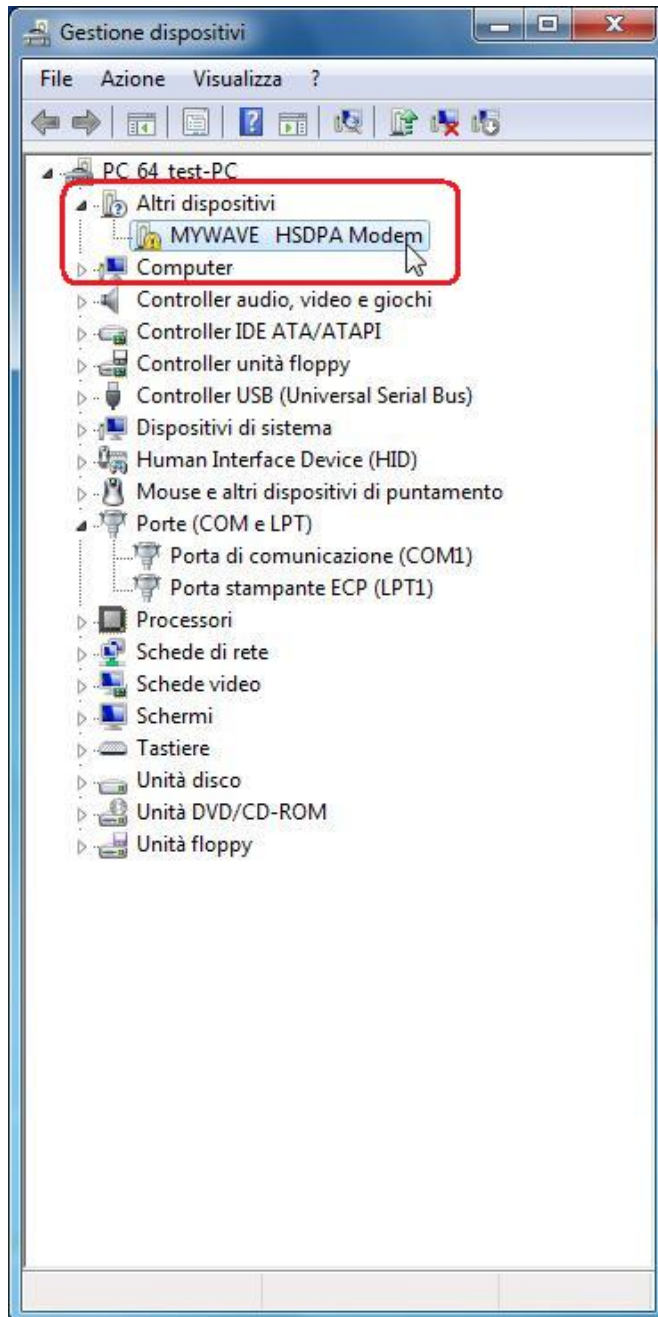 Gestione dispositivi
File Azione Visualizza ?
PC_64_test-PC
Altri dispositivi
MYWAVE HSDPA Modem
Computer
Controller audio, video e giochi
Controller IDE ATA/ATAPI
Controller unità floppy
Controller USB (Universal Serial Bus)
Dispositivi di sistema
Human Interface Device (HID)
Mouse e altri dispositivi di puntamento
Porte (COM e LPT)
Porta di comunicazione (COM1)
Porta stampante ECP (LPT1)
Processori
Schede di rete
Schede video
Schermi
Tastiere
Unità disco
Unità DVD/CD-ROM
Unità floppy